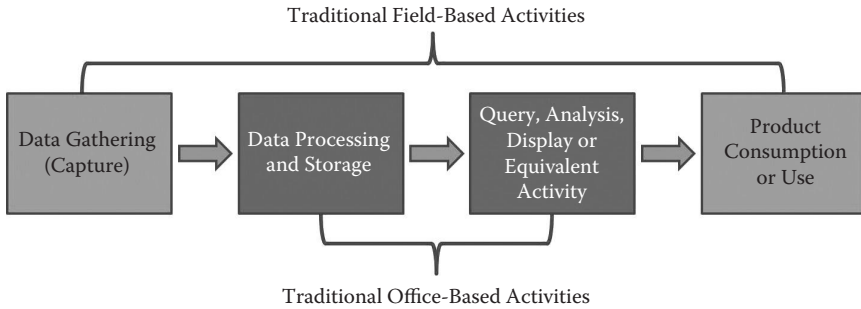 Traditional Field-Based Activities
Data Gathering
(Capture)
Data Processing
and Storage
Query, Analysis,
Display or
Equivalent
Activity
Product
Consumption
or Use
Traditional Office-Based Activities